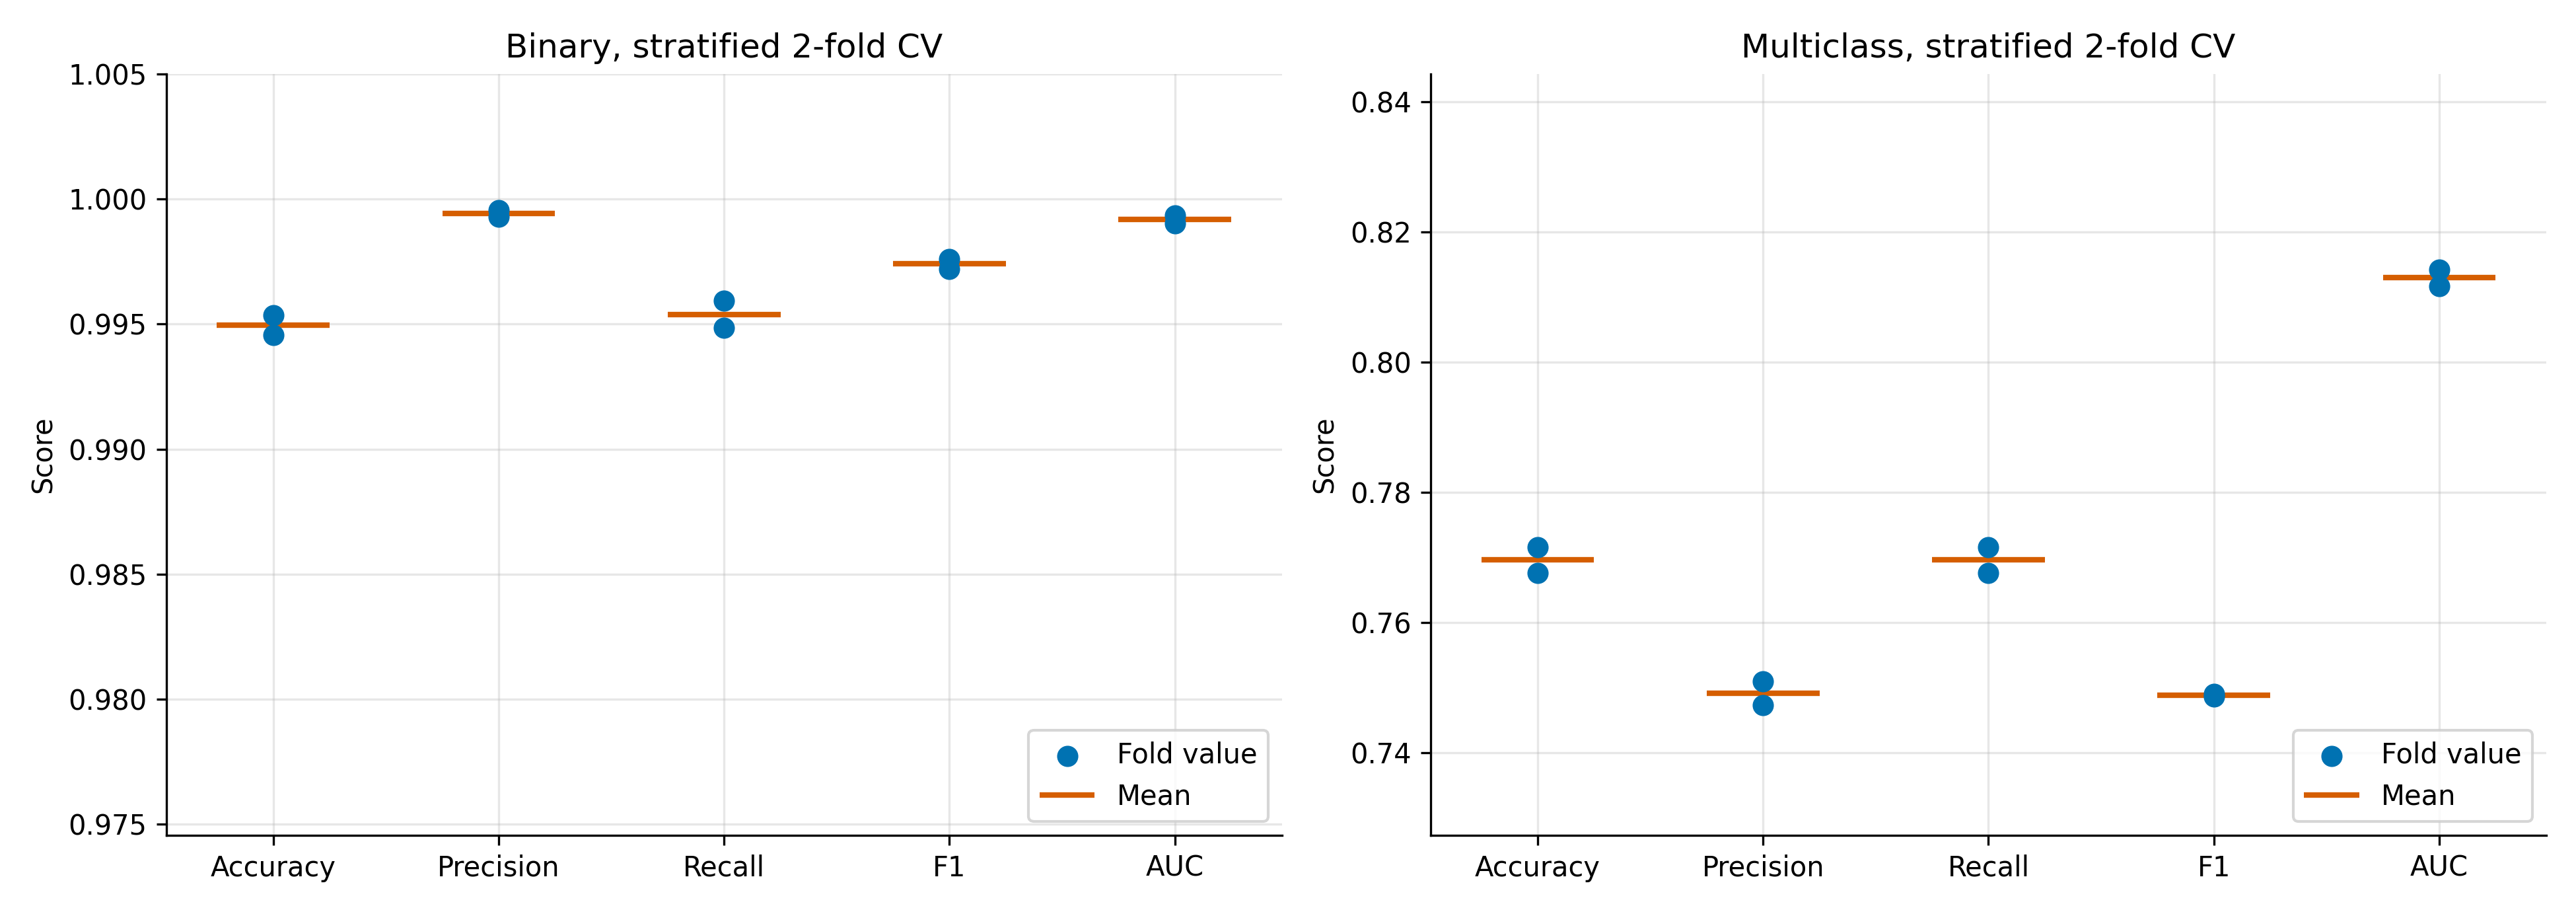 Binary, stratified 2-fold CV
1.005
1.000
0.995
0.990
0.985
0.980
0.975
Score
Accuracy
Precision
Recall
F1
AUC
Fold value
Mean
Multiclass, stratified 2-fold CV
0.84
0.82
0.80
0.78
0.76
0.74
Score
Accuracy
Precision
Recall
F1
AUC
Fold value
Mean